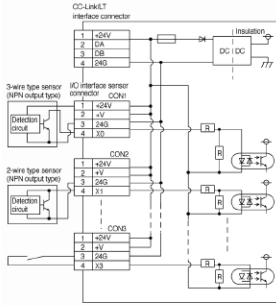 CC-Link/LT
interface connector
Insulation
1 +24V
2 DA
3 DB
4 24G
DC DC
3-wire type sensor
(NPN output type)
I/O interface sensor
connector
CON1
1 +24V
2 +V
3 24G
4 X0
Detection
circuit
R
R
2-wire type sensor
(NPN output type)
CON2
1 +24V
2 +V
3 24G
4 X1
Detection
circuit
R
R
CON3
1 +24V
2 +V
3 24G
4 X3
R
R